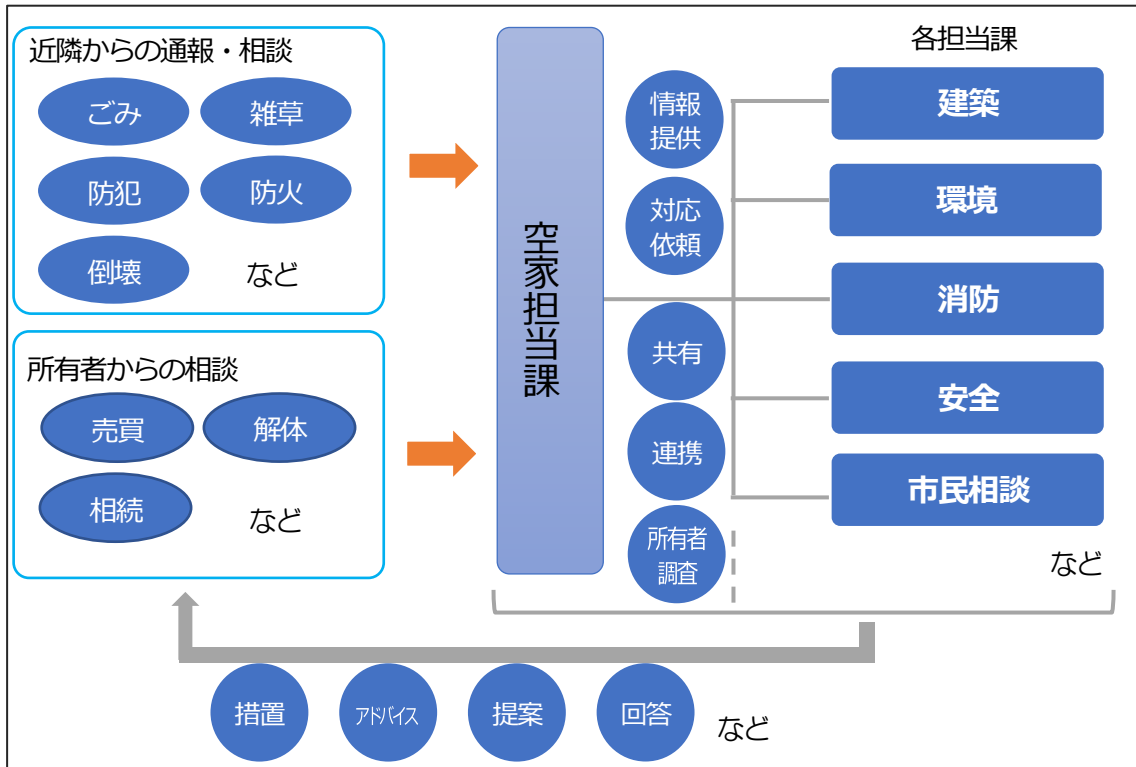 近隣からの通報・相談
ごみ
雑草
防犯
防火
倒壊
など
所有者からの相談
売買
解体
相続
など
空家担当課
情報
提供
対応
依頼
共有
連携
所有者
調査
各担当課
建築
環境
消防
安全
市民相談
など
措置
アドバイス
提案
回答
など